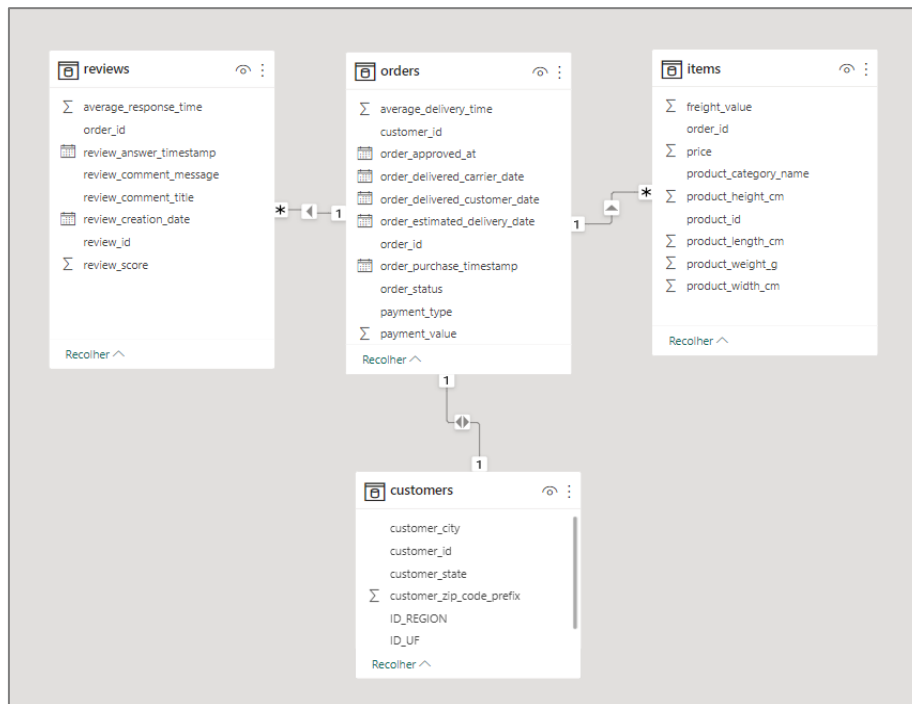 reviews
average_response_time
order_id
review_answer_timestamp
review_comment_message
review_comment_title
review_creation_date
review_id
review_score
Recolher
* 1
orders
average_delivery_time
customer_id
order_approved_at
order_delivered_carrier_date
order_delivered_customer_date
order_estimated_delivery_date
order_id
order_purchase_timestamp
order_status
payment_type
payment_value
Recolher
1 *
items
freight_value
order_id
price
product_category_name
product_height_cm
product_id
product_length_cm
product_weight_g
product_width_cm
Recolher
1
1
customers
customer_city
customer_id
customer_state
customer_zip_code_prefix
ID_REGION
ID_UF
Recolher